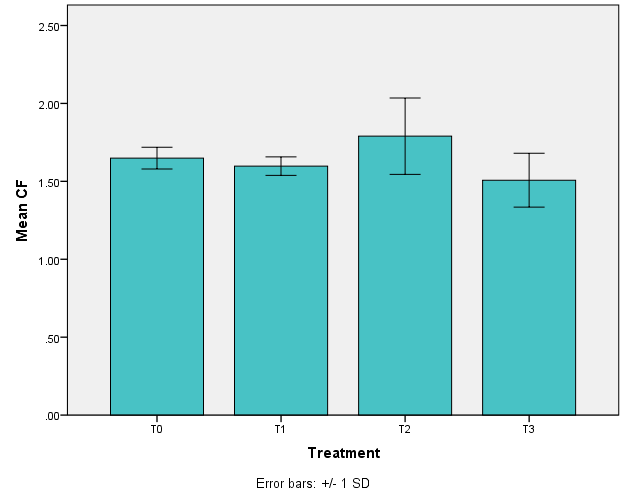 2.50
2.00
1.50
1.00
.50
.00
Mean CF
T0 T1 T2 T3
Treatment
Error bars: +/- 1 SD